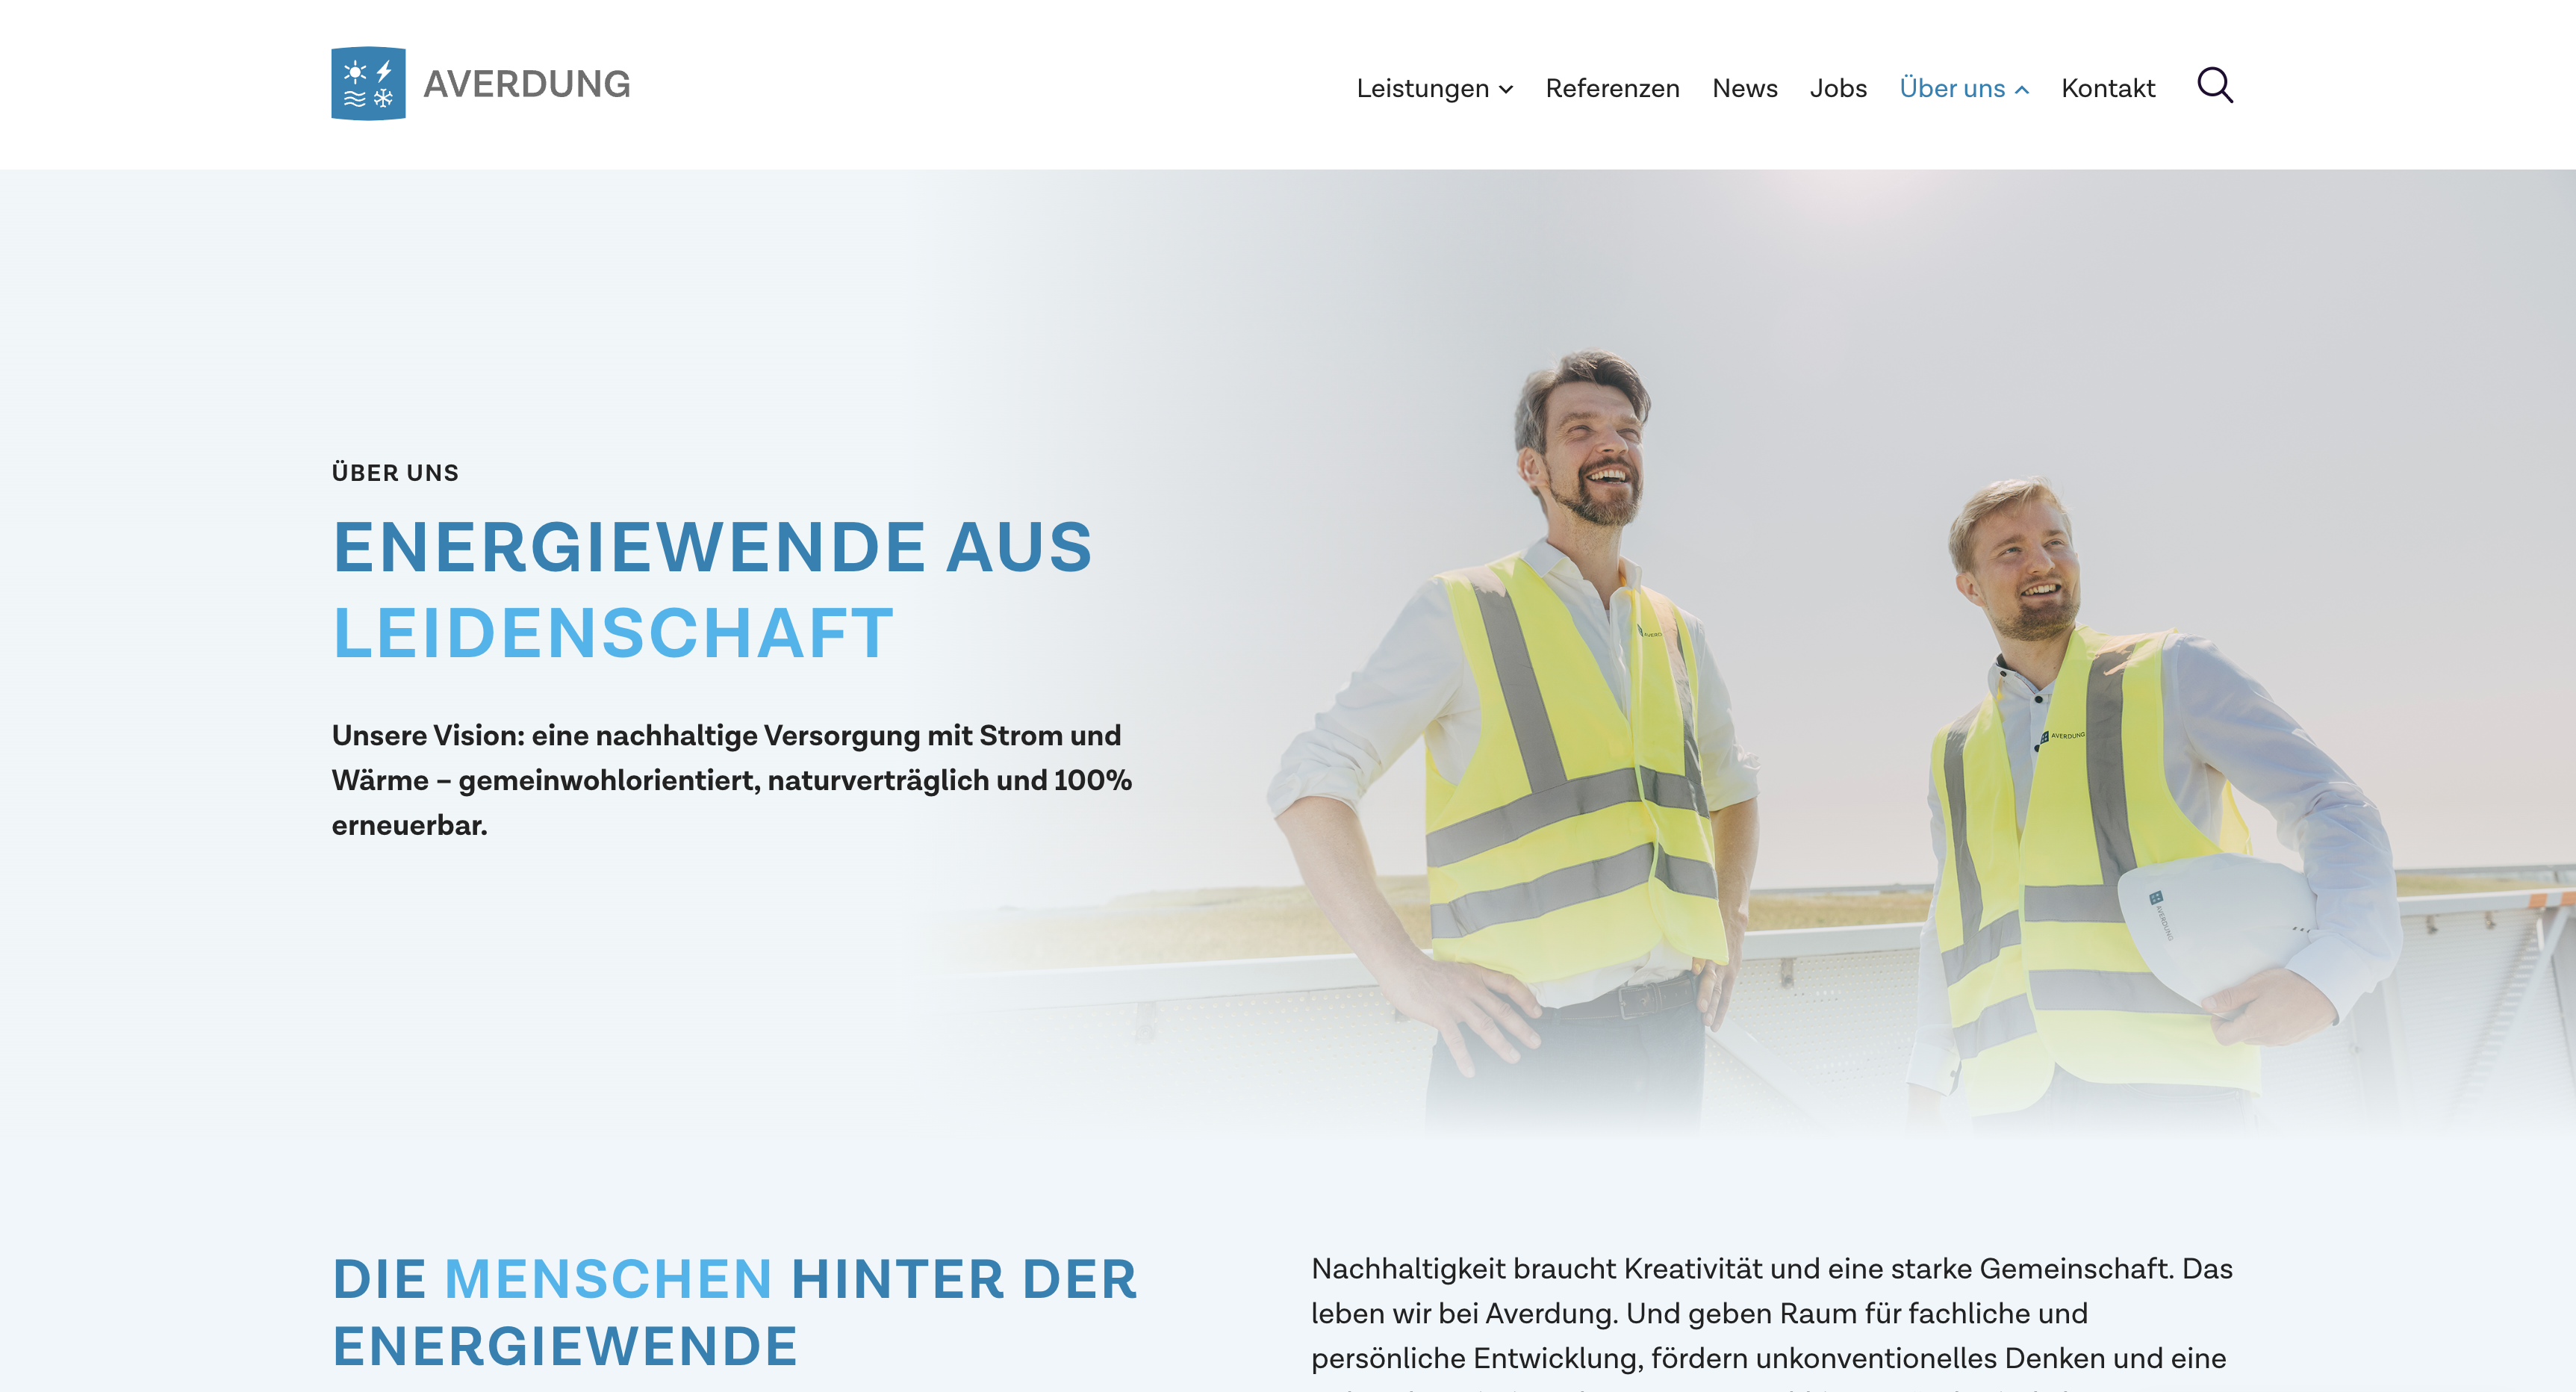 AVERDUNG
Leistungen Referenzen News Jobs Über uns Kontakt
ÜBER UNS
ENERGIEWENDE AUS
LEIDENSCHAFT
Unsere Vision: eine nachhaltige Versorgung mit Strom und
Wärme – gemeinwohlorientiert, naturverträglich und 100%
erneuerbar.
AVERDUNG
AVERDUNG
DIE MENSCHEN HINTER DER
ENERGIEWENDE
Nachhaltigkeit braucht Kreativität und eine starke Gemeinschaft. Das
leben wir bei Averdung. Und geben Raum für fachliche und
persönliche Entwicklung, fördern unkonventionelles Denken und eine